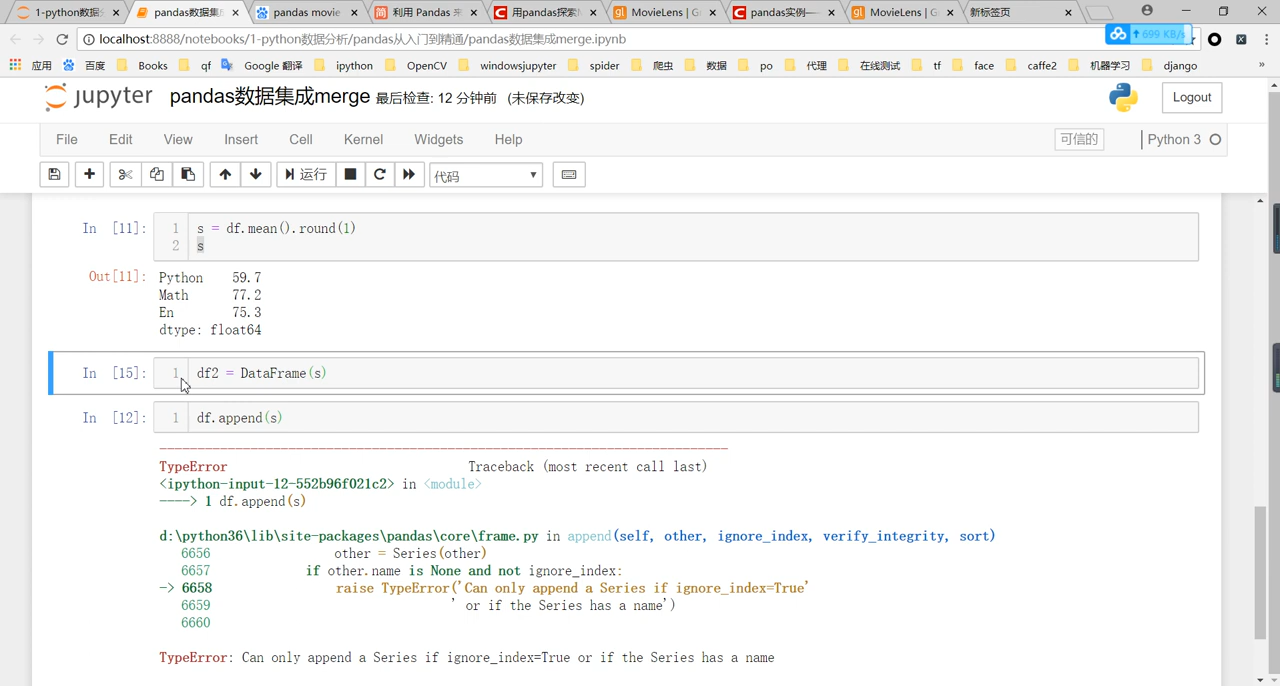 1-python数据
pandas数据集
pandas movie
利用 Pandas 来
用pandas探索
MovieLens | G
pandas实例—
MovieLens | G
新标签页
localhost:8888/notebooks/1-python数据分析/pandas从入门到高薪/pandas数据集成merge.ipynb
699 KB/s
应用 百度 Books qf Google 翻译 ipython OpenCV windowsjupyter spider 爬虫 数据 po 代理 在线测试 tf face caffe2 机器学习 django »
jupyter pandas数据集成merge 最后检查: 12 分钟前 (未保存改变) Logout
File Edit View Insert Cell Kernel Widgets Help 可信的 Python 3
运行 代码
In [11]: 1 s = df.mean().round(1)
2 s
Out[11]: Python 59.7
Math 77.2
En 75.3
dtype: float64
In [15]: 1 df2 = DataFrame(s)
In [12]: 1 df.append(s)
---------------------------------------------------------------------------
TypeError Traceback (most recent call last)
<ipython-input-12-552b96f021c2> in <module>
----> 1 df.append(s)
d:\python36\lib\site-packages\pandas\core\frame.py in append(self, other, ignore_index, verify_integrity, sort)
6656 other = Series(other)
6657 if other.name is None and not ignore_index:
-> 6658 raise TypeError('Can only append a Series if ignore_index=True'
6659 ' or if the Series has a name')
6660
TypeError: Can only append a Series if ignore_index=True or if the Series has a name